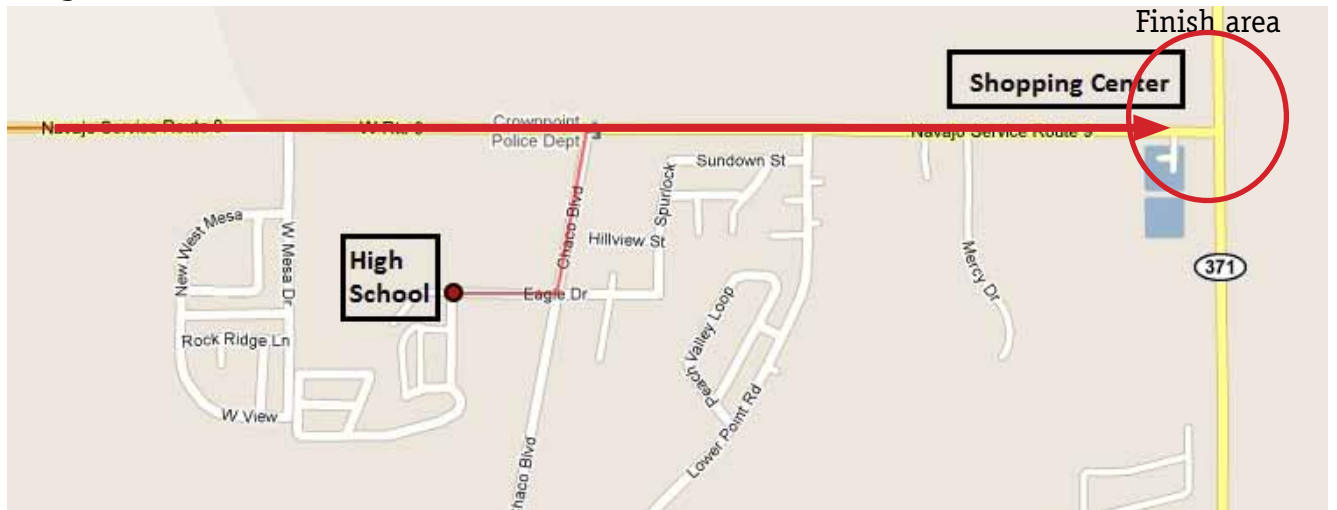 Finish area
Shopping Center
Navajo Service Route 9
W Rte 9
Crownpoint
Police Dept
Navajo Service Route 9
Sundown St
Spurlock
Chaco Blvd
New West Mesa
W Mesa Dr
Hillview St
High
School
Eagle Dr
Mercy Dr
371
Peach Valley Loop
Rock Ridge Ln
W View
Lower Point Rd
haco Blvd